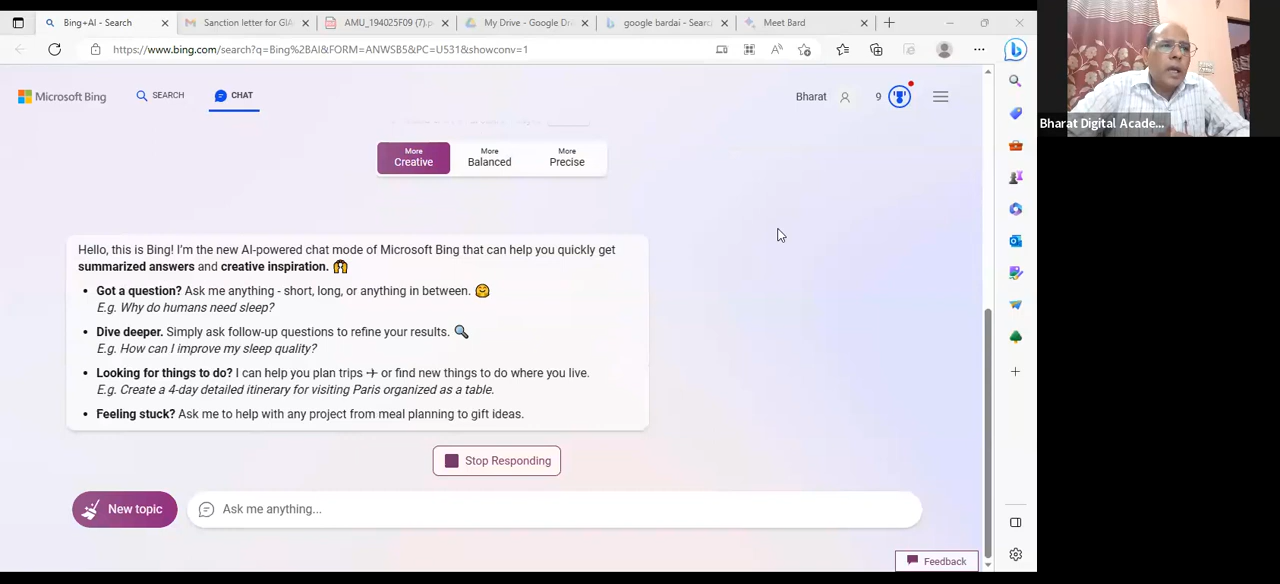 Bing+AI - Search
Sanction letter for GIA
AMU_194025F09 (7).p
My Drive - Google Dri
google bardai - Search
Meet Bard
https://www.bing.com/search?q=Bing%2BAI&FORM=ANWSB5&PC=U531&showconv=1
Microsoft Bing
SEARCH
CHAT
Bharat
9
Bharat Digital Acade...
More
Creative
More
Balanced
More
Precise
Hello, this is Bing! I'm the new AI-powered chat mode of Microsoft Bing that can help you quickly get
summarized answers and creative inspiration.
• Got a question? Ask me anything - short, long, or anything in between.
E.g. Why do humans need sleep?
• Dive deeper. Simply ask follow-up questions to refine your results.
E.g. How can I improve my sleep quality?
• Looking for things to do? I can help you plan trips ✈ or find new things to do where you live.
E.g. Create a 4-day detailed itinerary for visiting Paris organized as a table.
• Feeling stuck? Ask me to help with any project from meal planning to gift ideas.
Stop Responding
New topic
Ask me anything...
Feedback